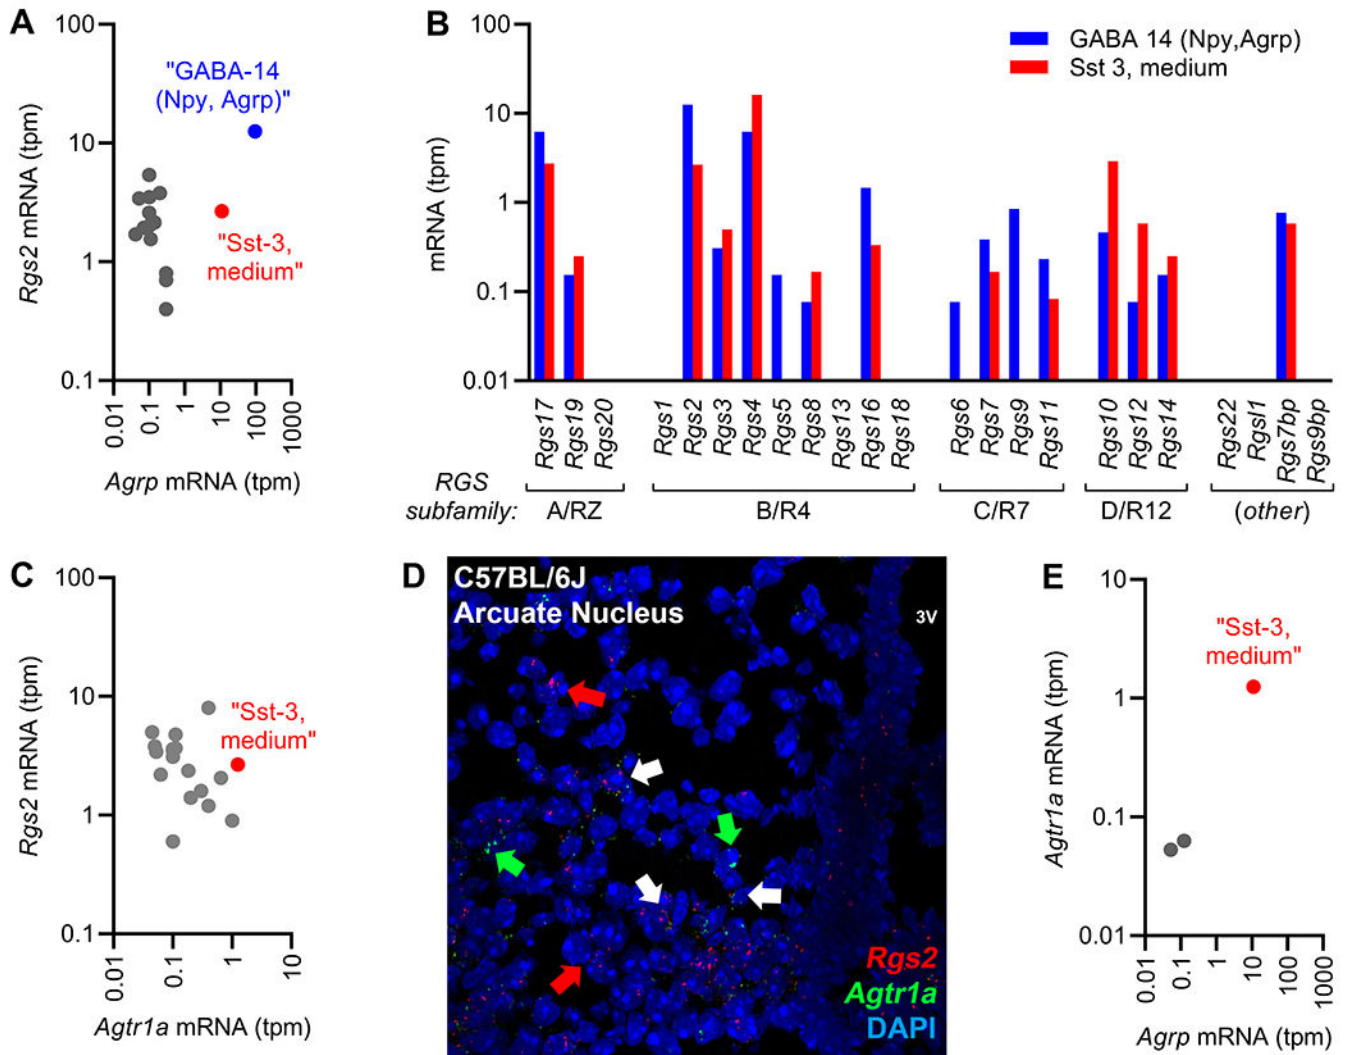 A
100
10
1
0.1
Rgs2 mRNA (tpm)
"GABA-14
(Npy, Agrp)"
"Sst-3,
medium"
0.01
0.1
1
10
100
1000
Agrp mRNA (tpm)
B
GABA 14 (Npy,Agrp)
Sst 3, medium
100
10
1
0.1
0.01
mRNA (tpm)
Rgs17
Rgs19
Rgs20
Rgs1
Rgs2
Rgs3
Rgs4
Rgs5
Rgs8
Rgs13
Rgs16
Rgs18
Rgs6
Rgs7
Rgs9
Rgs11
Rgs10
Rgs12
Rgs14
Rgs22
Rgsl1
Rgs7bp
Rgs9bp
RGS
subfamily:
A/RZ
B/R4
C/R7
D/R12
(other)
C
100
10
1
0.1
Rgs2 mRNA (tpm)
"Sst-3,
medium"
0.01
0.1
1
10
Agtr1a mRNA (tpm)
D
C57BL/6J
Arcuate Nucleus
3V
Rgs2
Agtr1a
DAPI
E
10
1
0.1
0.01
Agtr1a mRNA (tpm)
"Sst-3,
medium"
0.01
0.1
1
10
100
1000
Agrp mRNA (tpm)